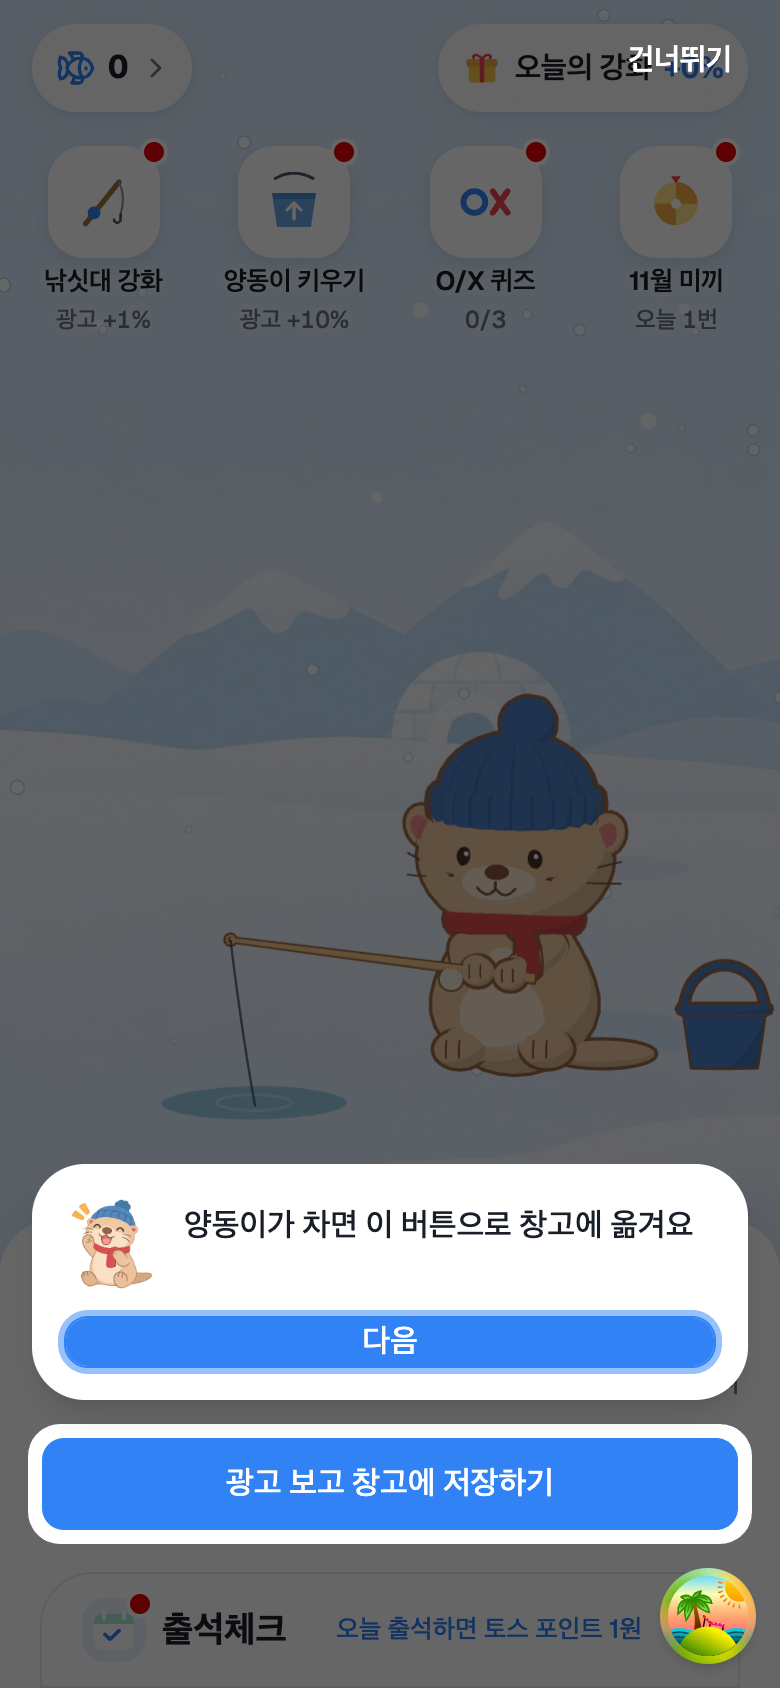 0
오늘의 강화 +0%
건너뛰기
낚싯대 강화
양동이 키우기
OX
O/X 퀴즈
11월 미끼
광고 +1%
광고 +10%
0/3
오늘 1번
양동이가 차면 이 버튼으로 창고에 옮겨요
다음
광고 보고 창고에 저장하기
출석체크
오늘 출석하면 토스 포인트 1원